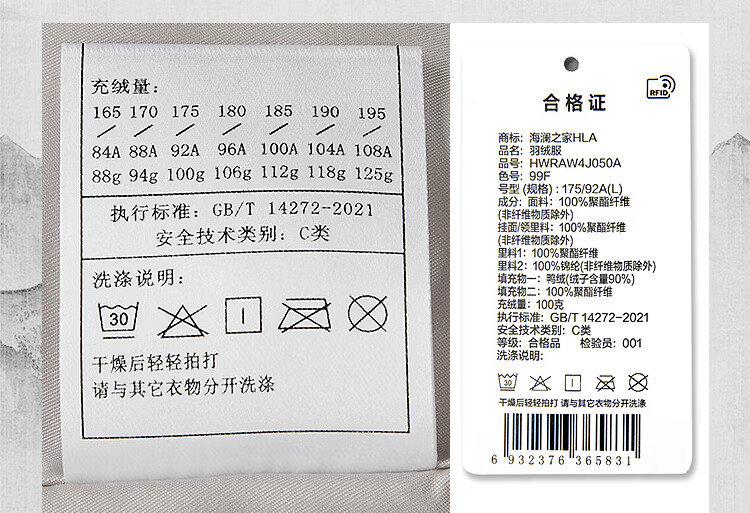 充绒量:
165 170 175 180 185 190 195
84A 88A 92A 96A 100A 104A 108A
88g 94g 100g 106g 112g 118g 125g
执行标准: GB/T 14272-2021
安全技术类别: C类
洗涤说明:
30
干燥后轻轻拍打
请与其它衣物分开洗涤
RFID
合格证
商标: 海澜之家HLA
品名: 羽绒服
品号: HWRAW4J050A
色号: 99F
号型 (规格) : 175/92A(L)
成分: 面料: 100%聚酯纤维
(非纤维物质除外)
挂面/领里料: 100%聚酯纤维
(非纤维物质除外)
里料1: 100%聚酯纤维
里料2: 100%锦纶(非纤维物质除外)
填充物一: 鸭绒(绒子含量90%)
填充物二: 100%聚酯纤维
充绒量: 100克
执行标准: GB/T 14272-2021
安全技术类别: C类
等级: 合格品 检验员: 001
洗涤说明:
30
干燥后轻轻拍打 请与其它衣物分开洗涤
6 932376 365831